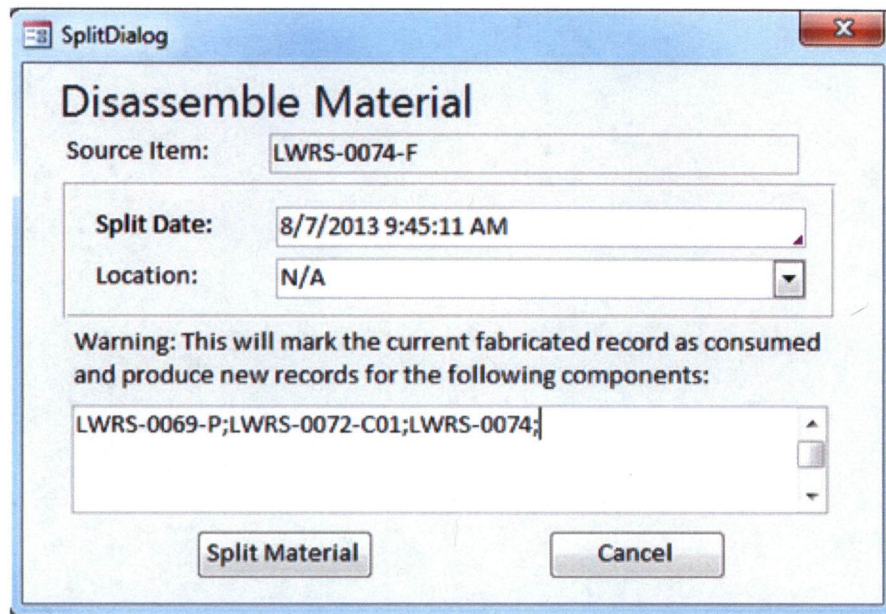 SplitDialog
Disassemble Material
Source Item: LWRS-0074-F
Split Date: 8/7/2013 9:45:11 AM
Location: N/A
Warning: This will mark the current fabricated record as consumed
and produce new records for the following components:
LWRS-0069-P;LWRS-0072-C01;LWRS-0074;
Split Material Cancel